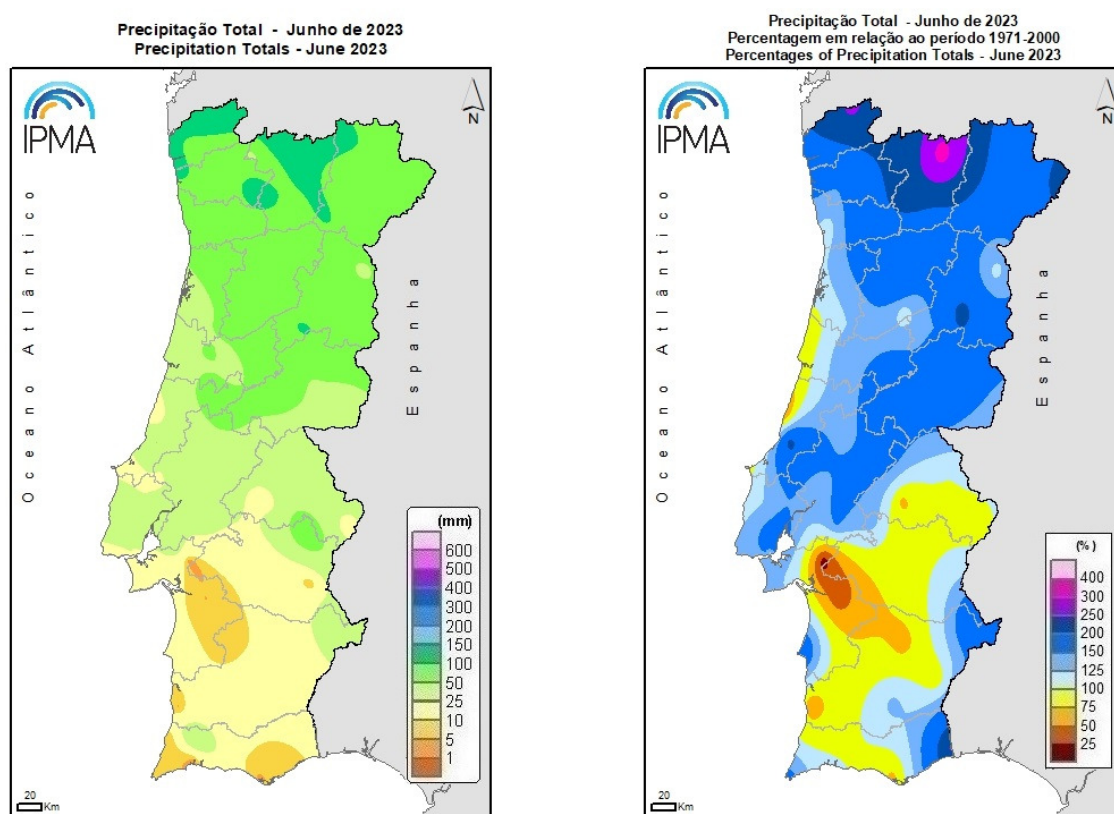 Precipitação Total - Junho de 2023
Precipitation Totals - June 2023
IPMA
N
Oceano Atlântico
Espanha
(mm)
600
500
400
300
200
150
100
50
25
10
5
1
20
Km
Precipitação Total - Junho de 2023
Percentagem em relação ao período 1971-2000
Percentages of Precipitation Totals - June 2023
IPMA
N
Oceano Atlântico
Espanha
(%)
400
300
250
200
150
125
100
75
50
25
20
Km